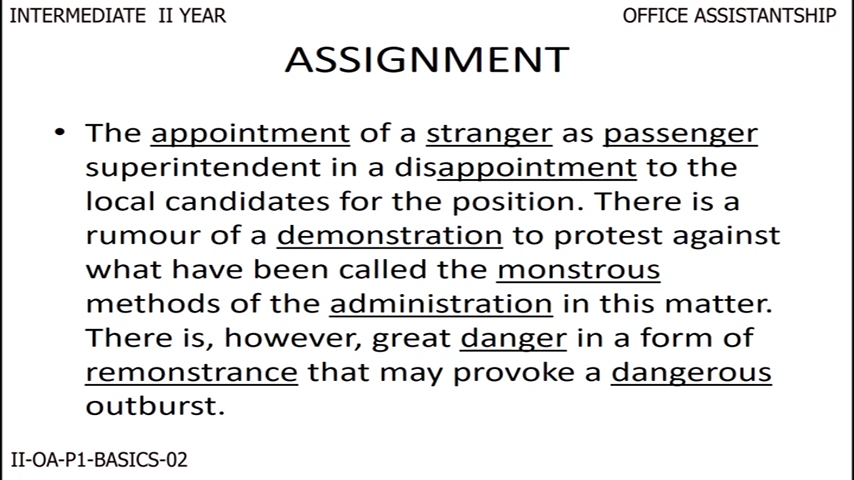 INTERMEDIATE II YEAR
OFFICE ASSISTANTSHIP
ASSIGNMENT
• The appointment of a stranger as passenger
superintendent in a disappointment to the
local candidates for the position. There is a
rumour of a demonstration to protest against
what have been called the monstrous
methods of the administration in this matter.
There is, however, great danger in a form of
remonstrance that may provoke a dangerous
outburst.
II-OA-P1-BASICS-02